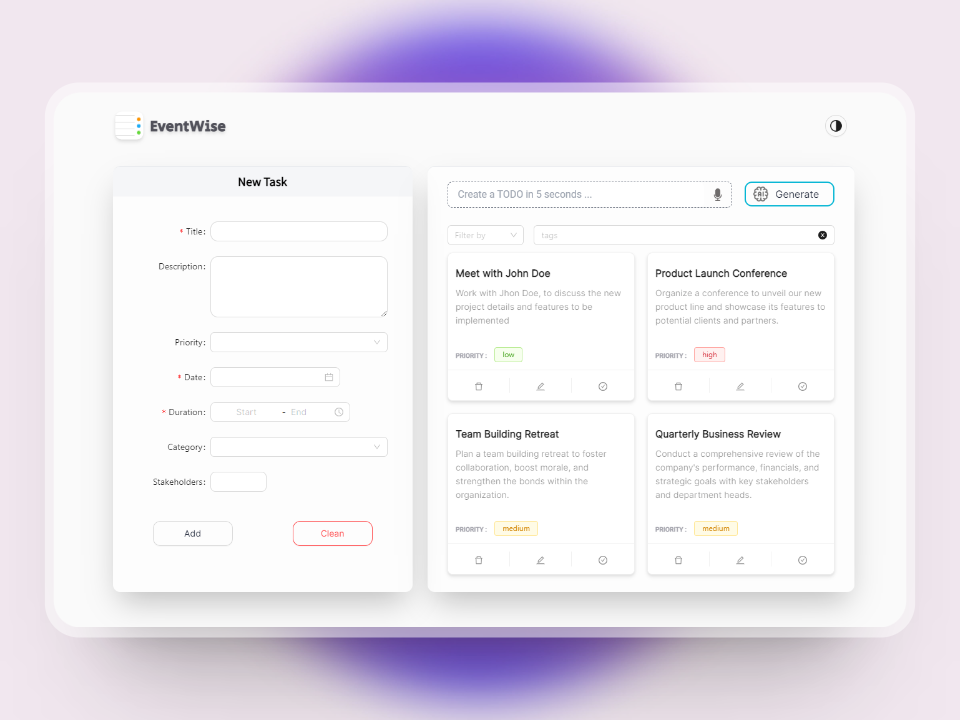 EventWise
New Task
* Title:
Description:
Priority:
* Date:
* Duration:
Start - End
Category:
Stakeholders:
Add
Clean
Create a TODO in 5 seconds ...
AI Generate
Filter by
tags
Meet with John Doe
Work with Jhon Doe, to discuss the new
project details and features to be
implemented
PRIORITY :
low
Product Launch Conference
Organize a conference to unveil our new
product line and showcase its features to
potential clients and partners.
PRIORITY :
high
Team Building Retreat
Plan a team building retreat to foster
collaboration, boost morale, and
strengthen the bonds within the
organization.
PRIORITY :
medium
Quarterly Business Review
Conduct a comprehensive review of the
company's performance, financials, and
strategic goals with key stakeholders
and department heads.
PRIORITY :
medium